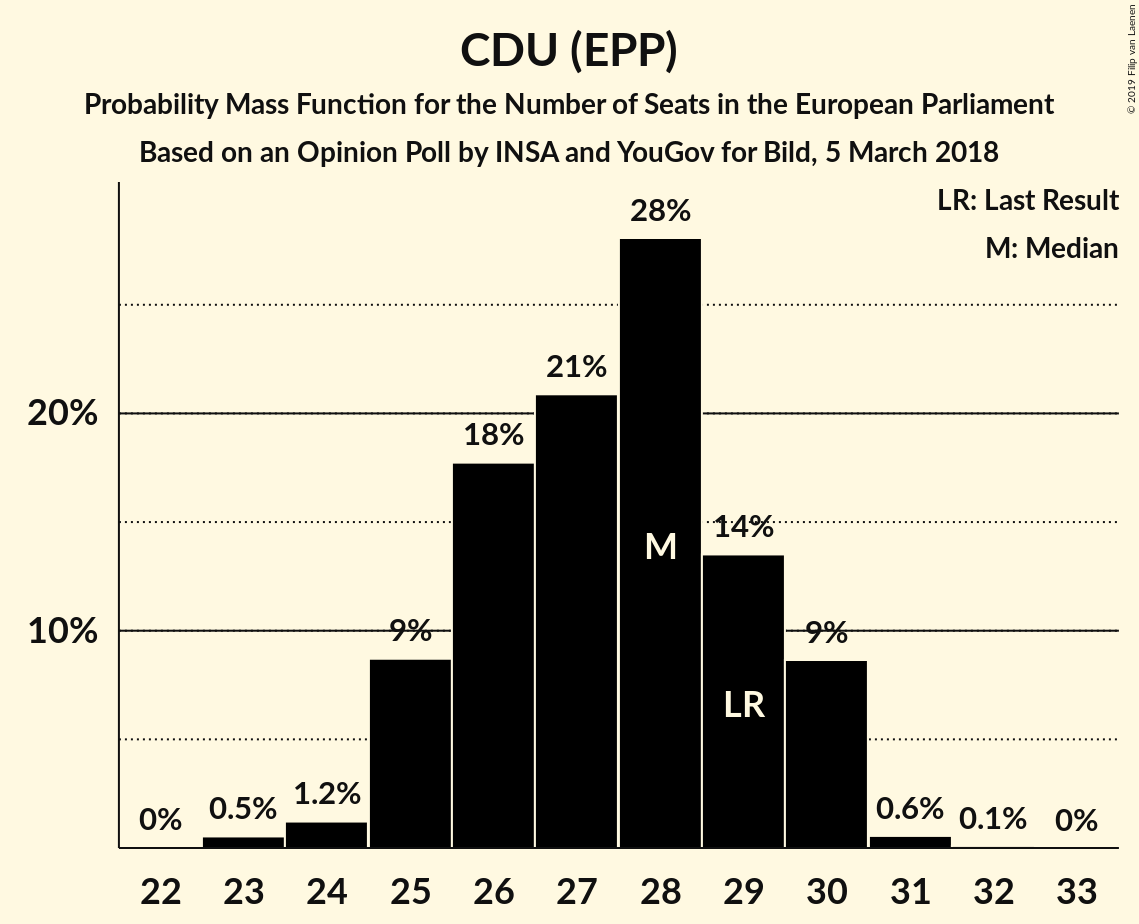 CDU (EPP)
Probability Mass Function for the Number of Seats in the European Parliament
Based on an Opinion Poll by INSA and YouGov for Bild, 5 March 2018
© 2019 Filip van Laenen
LR: Last Result
M: Median
28%
21%
20%
18%
14%
M
10%
9%
9%
LR
0%
0.5%
1.2%
0.6%
0.1%
0%
22 23 24 25 26 27 28 29 30 31 32 33